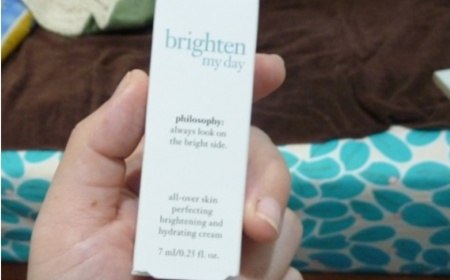 brighten
my day
philosophy:
always look on
the bright side.
all-over skin
perfecting
brightening and
hydrating cream
7 ml/0.25 fl. oz.